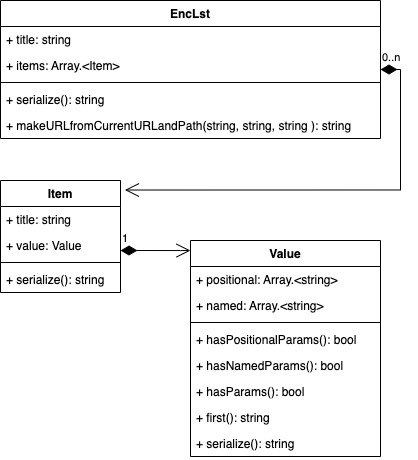 EncLst
+ title: string
+ items: Array.<Item>
0..n
+ serialize(): string
+ makeURLfromCurrentURLandPath(string, string, string ): string
Item
+ title: string
+ value: Value
1
+ serialize(): string
Value
+ positional: Array.<string>
+ named: Array.<string>
+ hasPositionalParams(): bool
+ hasNamedParams(): bool
+ hasParams(): bool
+ first(): string
+ serialize(): string